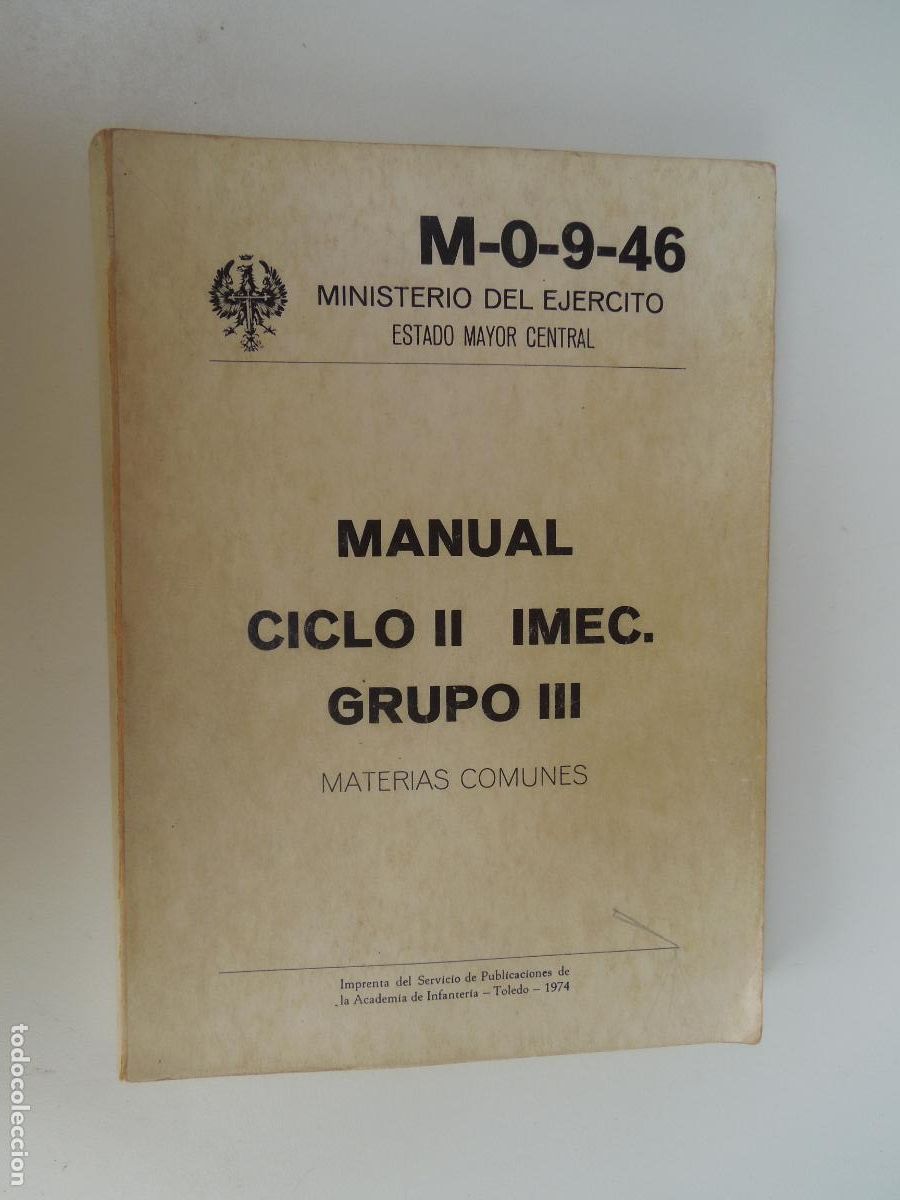 M-0-9-46
MINISTERIO DEL EJERCITO
ESTADO MAYOR CENTRAL
MANUAL
CICLO II IMEC.
GRUPO III
MATERIAS COMUNES
Imprenta del Servicio de Publicaciones de
la Academia de Infantería – Toledo – 1974
todocoleccion